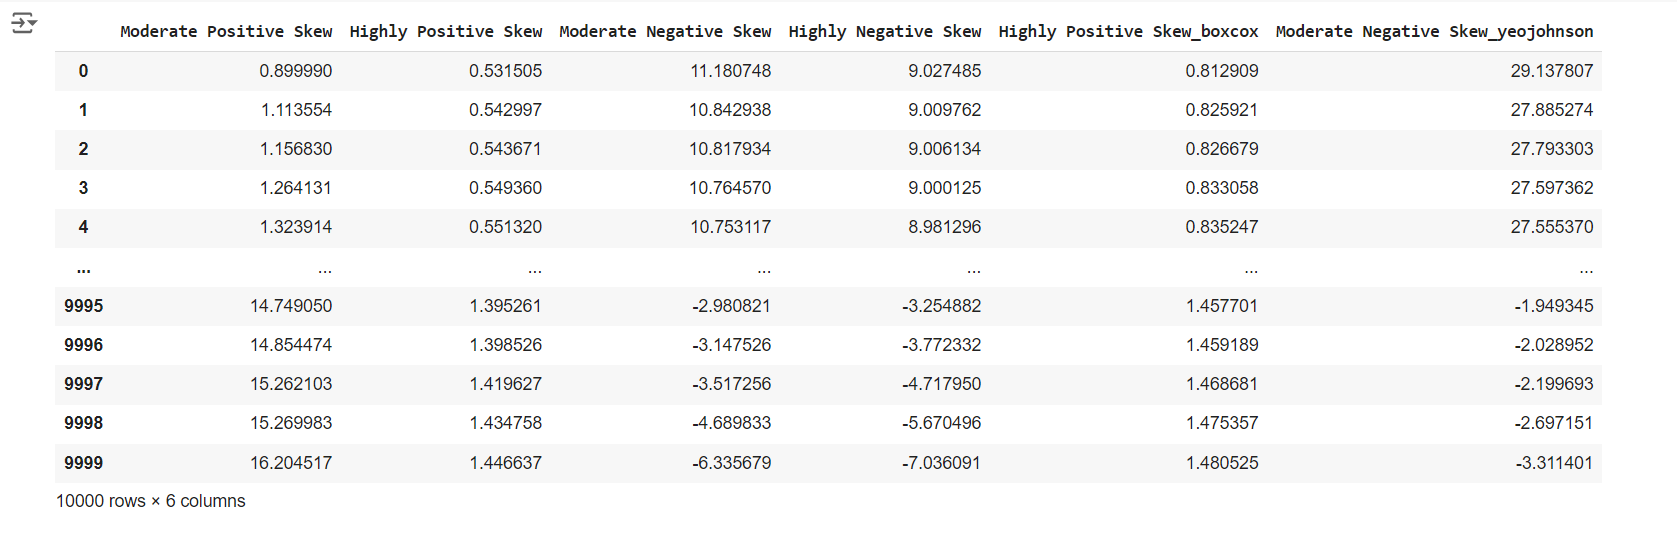 Moderate Positive Skew Highly Positive Skew Moderate Negative Skew Highly Negative Skew Highly Positive Skew_boxcox Moderate Negative Skew_yeojohnson
0 0.899990 0.531505 11.180748 9.027485 0.812909 29.137807
1 1.113554 0.542997 10.842938 9.009762 0.825921 27.885274
2 1.156830 0.543671 10.817934 9.006134 0.826679 27.793303
3 1.264131 0.549360 10.764570 9.000125 0.833058 27.597362
4 1.323914 0.551320 10.753117 8.981296 0.835247 27.555370
... ... ... ... ... ... ...
9995 14.749050 1.395261 -2.980821 -3.254882 1.457701 -1.949345
9996 14.854474 1.398526 -3.147526 -3.772332 1.459189 -2.028952
9997 15.262103 1.419627 -3.517256 -4.717950 1.468681 -2.199693
9998 15.269983 1.434758 -4.689833 -5.670496 1.475357 -2.697151
9999 16.204517 1.446637 -6.335679 -7.036091 1.480525 -3.311401
10000 rows × 6 columns